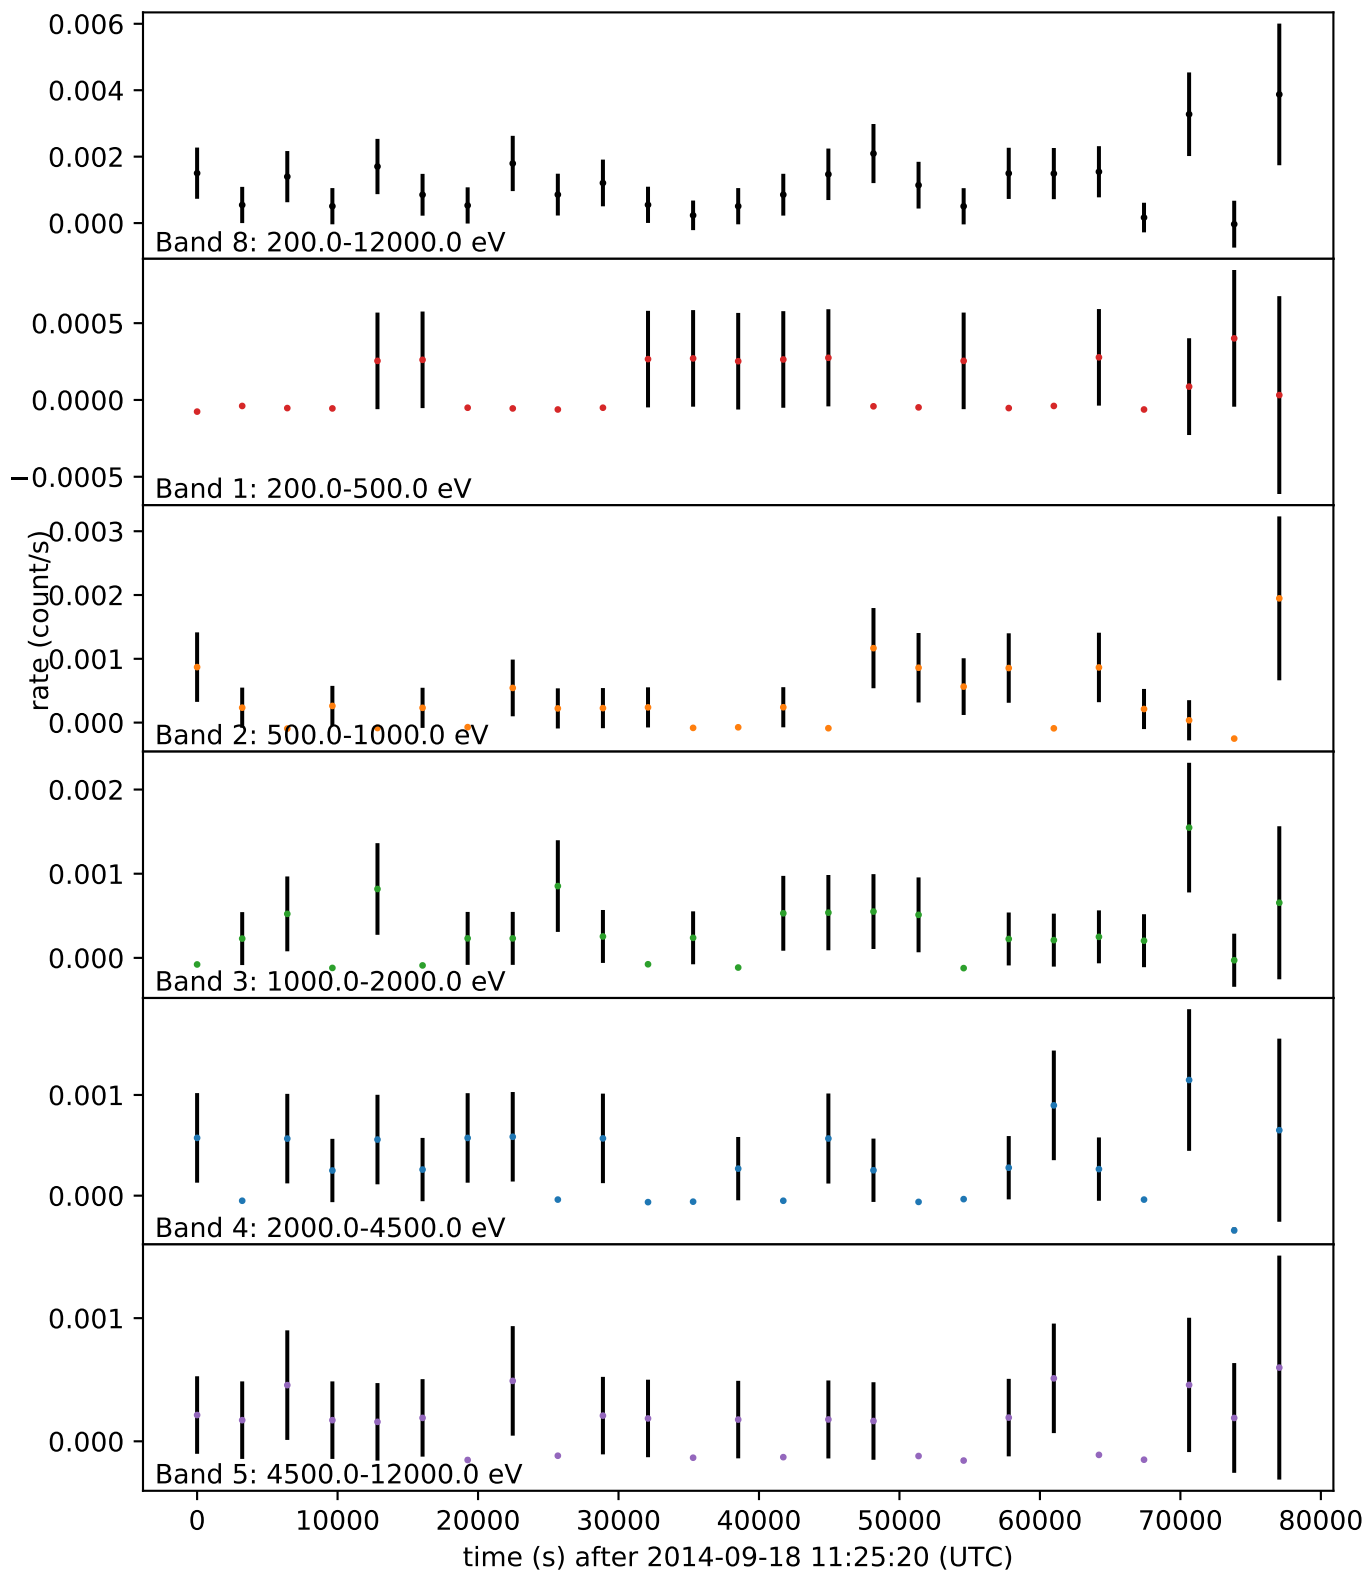 0.006
0.004
0.002
0.000
Band 8: 200.0-12000.0 eV
0.0005
0.0000
−0.0005
Band 1: 200.0-500.0 eV
rate (count/s)
0.003
0.002
0.001
0.000
Band 2: 500.0-1000.0 eV
0.002
0.001
0.000
Band 3: 1000.0-2000.0 eV
0.001
0.000
Band 4: 2000.0-4500.0 eV
0.001
0.000
Band 5: 4500.0-12000.0 eV
0 10000 20000 30000 40000 50000 60000 70000 80000
time (s) after 2014-09-18 11:25:20 (UTC)